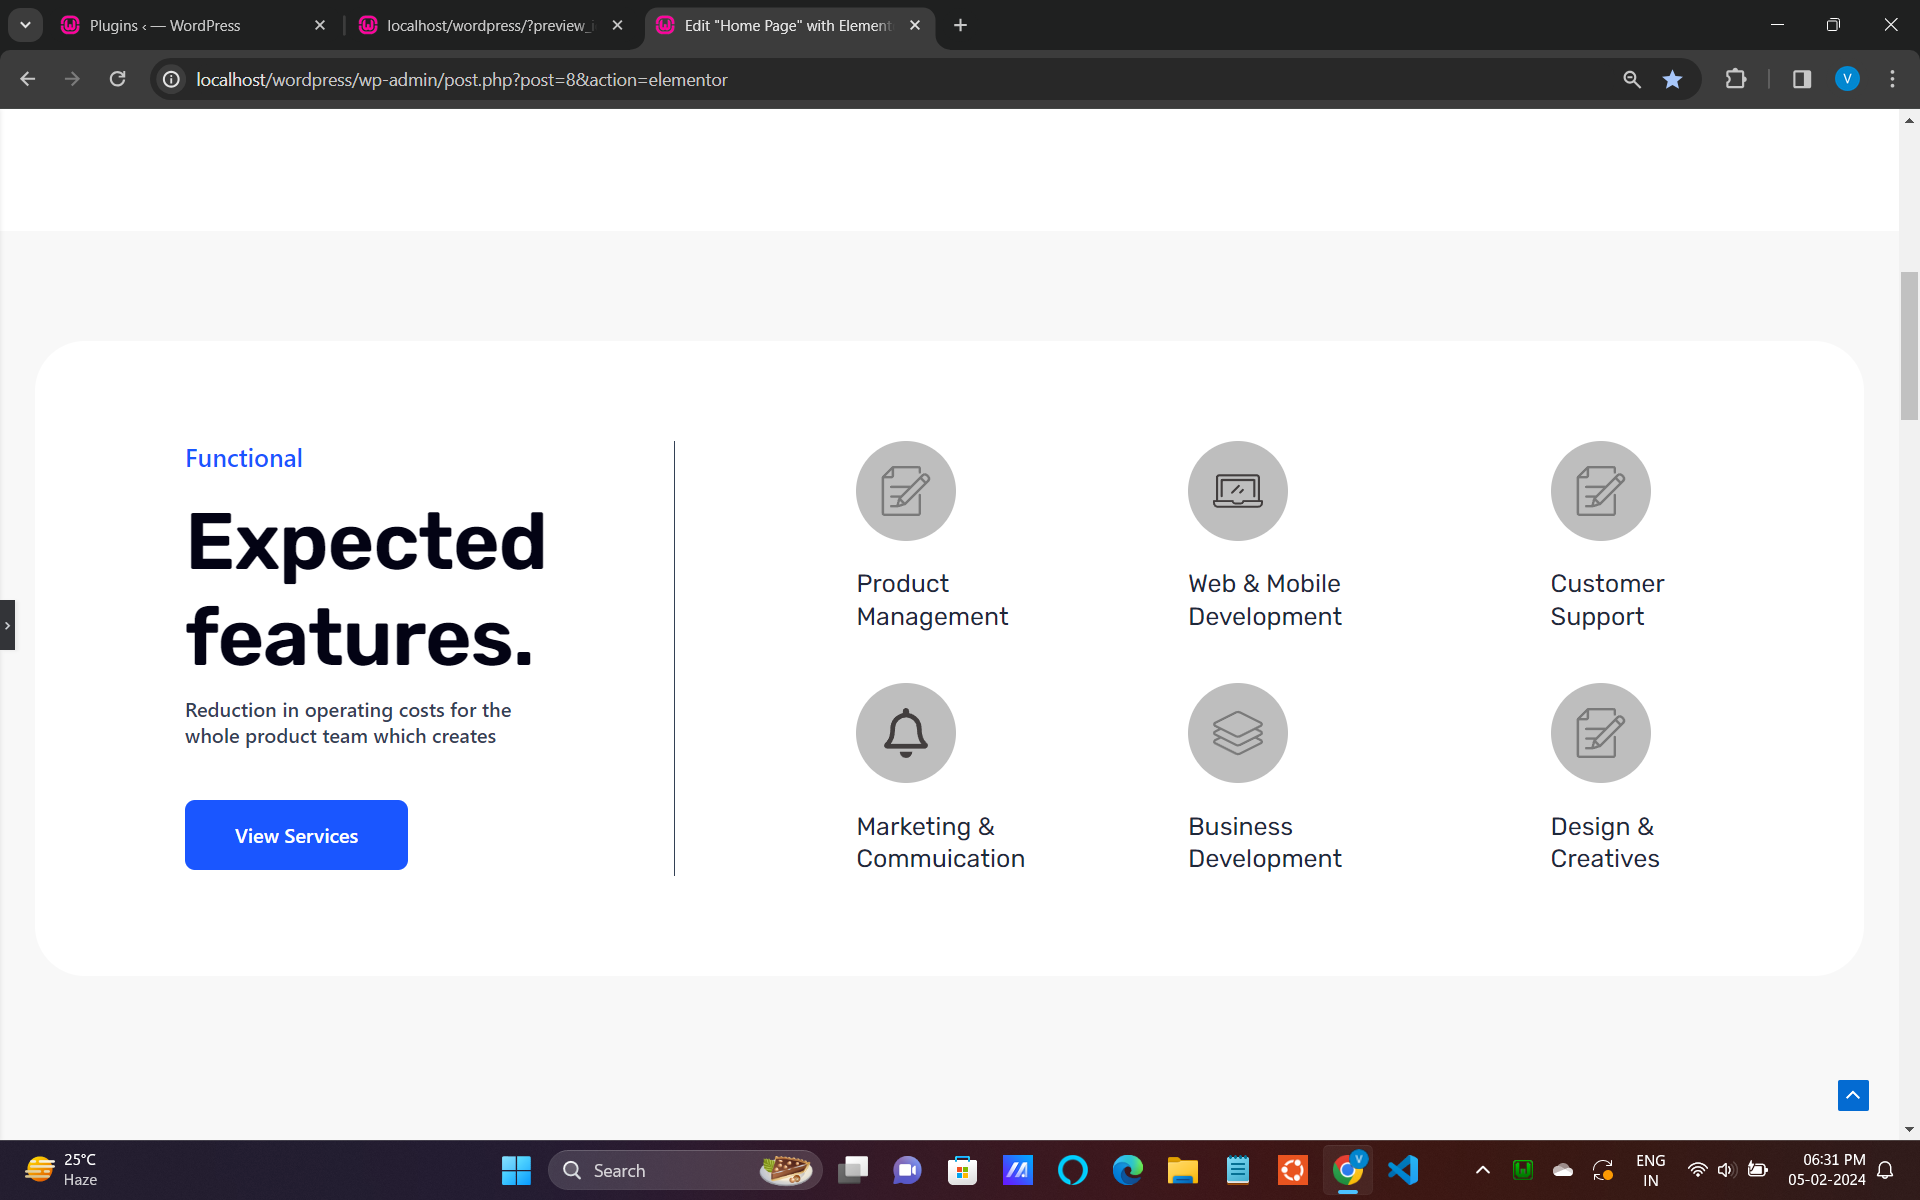 Plugins ‹ — WordPress
localhost/wordpress/?preview_i
Edit "Home Page" with Element
localhost/wordpress/wp-admin/post.php?post=8&action=elementor
V
Functional
Expected
features.
Reduction in operating costs for the
whole product team which creates
View Services
Product
Management
Web & Mobile
Development
Customer
Support
Marketing &
Commuication
Business
Development
Design &
Creatives
25°C
Haze
Search
V
ENG
IN
06:31 PM
05-02-2024